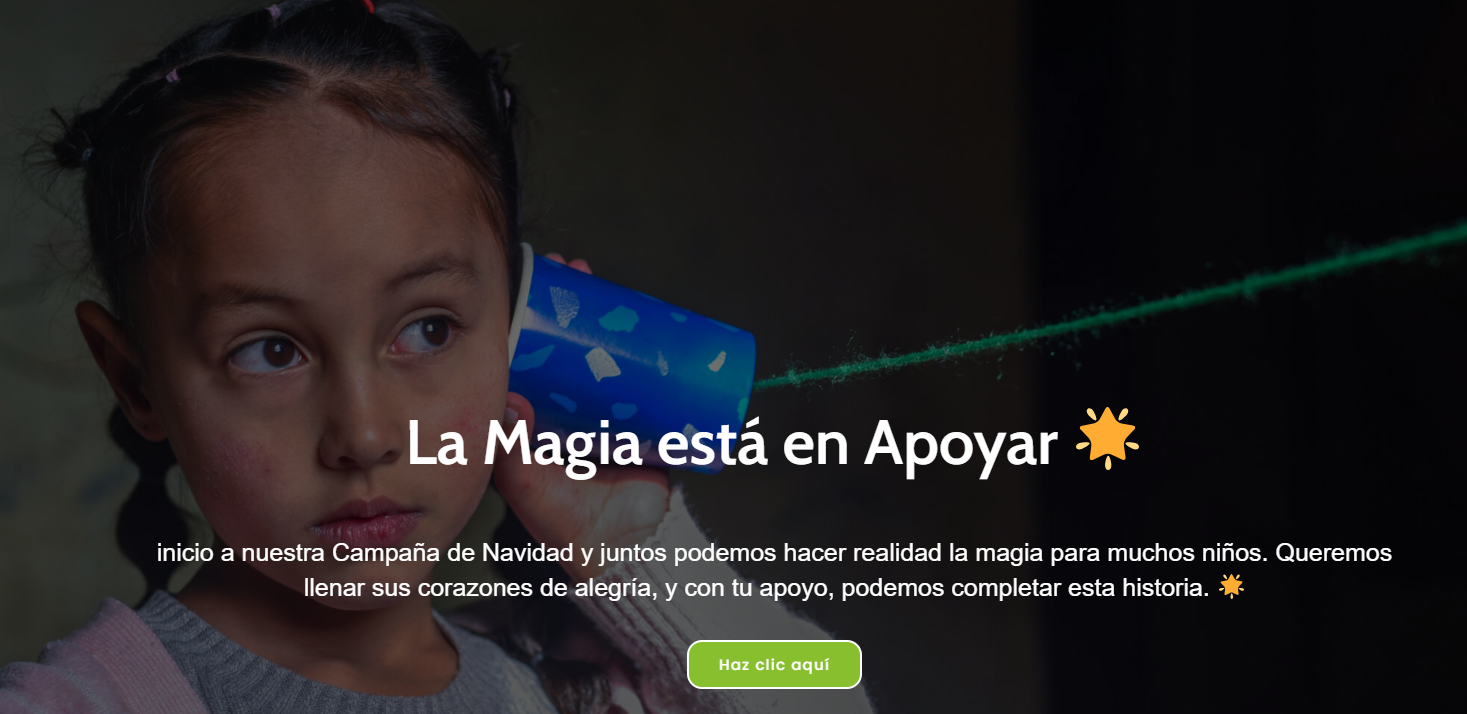 La Magia está en Apoyar 🌟
inicio a nuestra Campaña de Navidad y juntos podemos hacer realidad la magia para muchos niños. Queremos
llenar sus corazones de alegría, y con tu apoyo, podemos completar esta historia. 🌟
Haz clic aquí